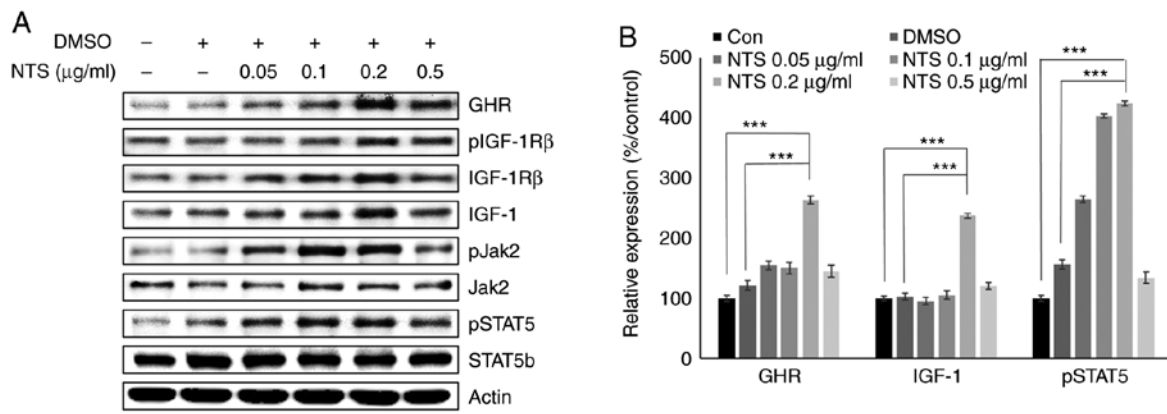 A
DMSO – + + + + +
NTS (μg/ml) – – 0.05 0.1 0.2 0.5
GHR
pIGF-1Rβ
IGF-1Rβ
IGF-1
pJak2
Jak2
pSTAT5
STAT5b
Actin
B
Con DMSO
NTS 0.05 μg/ml NTS 0.1 μg/ml
NTS 0.2 μg/ml NTS 0.5 μg/ml
Relative expression (%/control)
500
400
300
200
100
0
*** ***
*** ***
*** ***
GHR IGF-1 pSTAT5